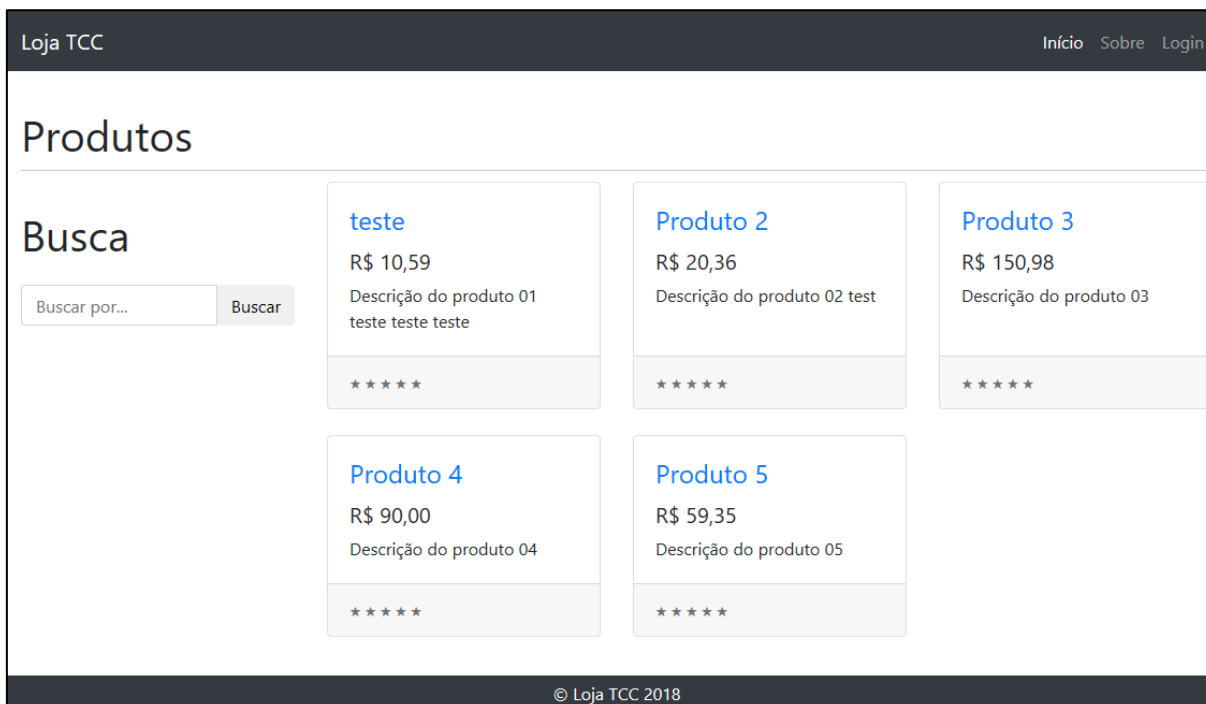 Loja TCC
Início Sobre Login
Produtos
Busca
Buscar por...
Buscar
teste
R$ 10,59
Descrição do produto 01
teste teste teste
★ ★ ★ ★ ★
Produto 2
R$ 20,36
Descrição do produto 02 test
★ ★ ★ ★ ★
Produto 3
R$ 150,98
Descrição do produto 03
★ ★ ★ ★ ★
Produto 4
R$ 90,00
Descrição do produto 04
★ ★ ★ ★ ★
Produto 5
R$ 59,35
Descrição do produto 05
★ ★ ★ ★ ★
© Loja TCC 2018